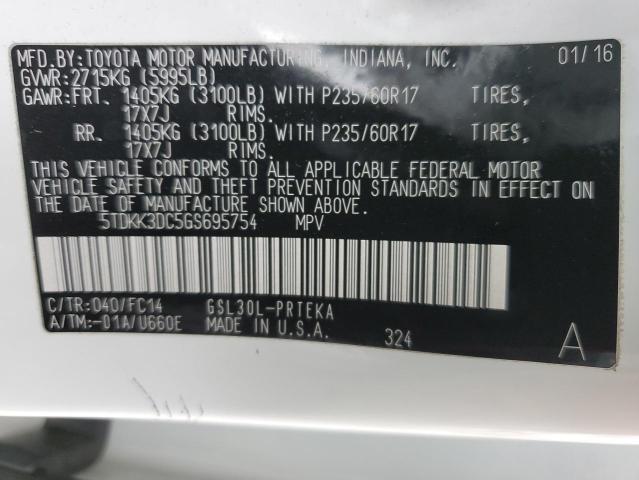 MFD.BY:TOYOTA MOTOR MANUFACTURING, INDIANA, INC. 01/16
GVWR:2715KG (5995LB)
GAWR:FRT. 1405KG (3100LB) WITH P235/60R17 TIRES,
17X7J RIMS.
RR. 1405KG (3100LB) WITH P235/60R17 TIRES,
17X7J RIMS.
THIS VEHICLE CONFORMS TO ALL APPLICABLE FEDERAL MOTOR
VEHICLE SAFETY AND THEFT PREVENTION STANDARDS IN EFFECT ON
THE DATE OF MANUFACTURE SHOWN ABOVE.
5TDKK3DC5GS695754 MPV
C/TR:040/FC14 GSL30L-PRTEKA
A/TM:-01A/U660E MADE IN U.S.A. 324 A